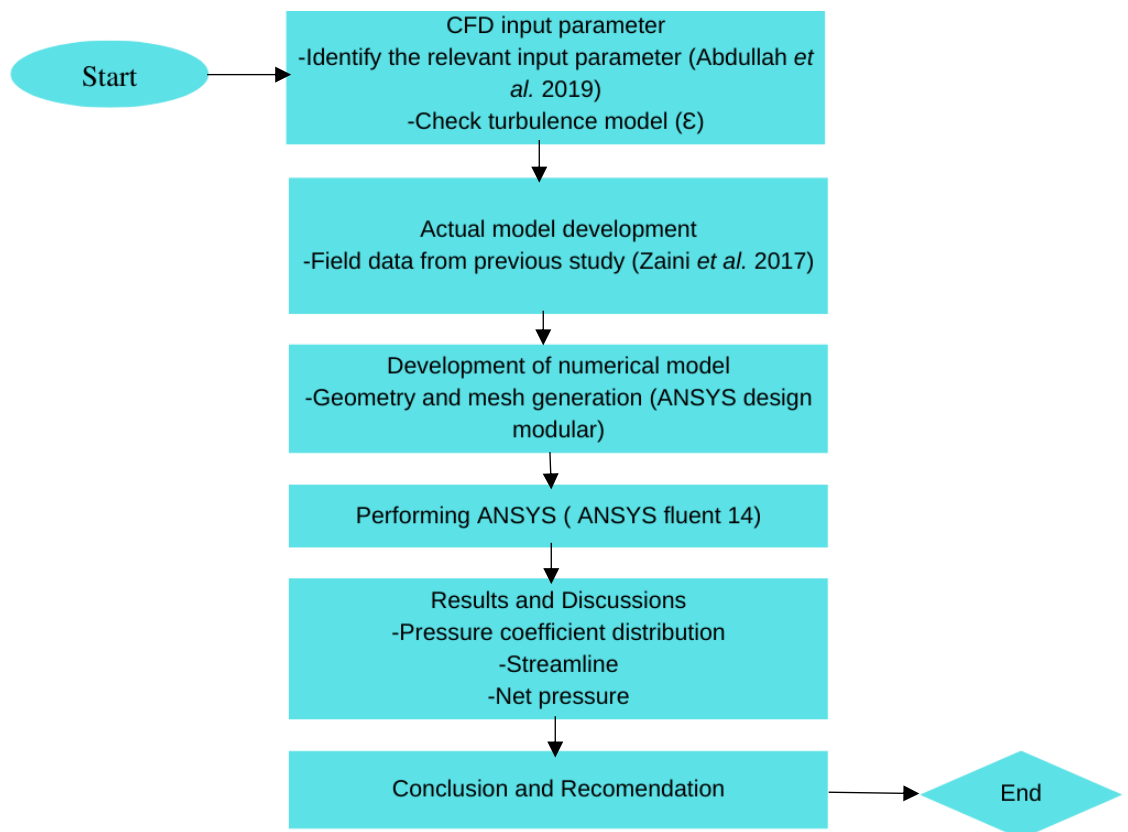 Start
CFD input parameter
-Identify the relevant input parameter (Abdullah et
al. 2019)
-Check turbulence model (Ɛ)
Actual model development
-Field data from previous study (Zaini et al. 2017)
Development of numerical model
-Geometry and mesh generation (ANSYS design
modular)
Performing ANSYS ( ANSYS fluent 14)
Results and Discussions
-Pressure coefficient distribution
-Streamline
-Net pressure
Conclusion and Recomendation
End